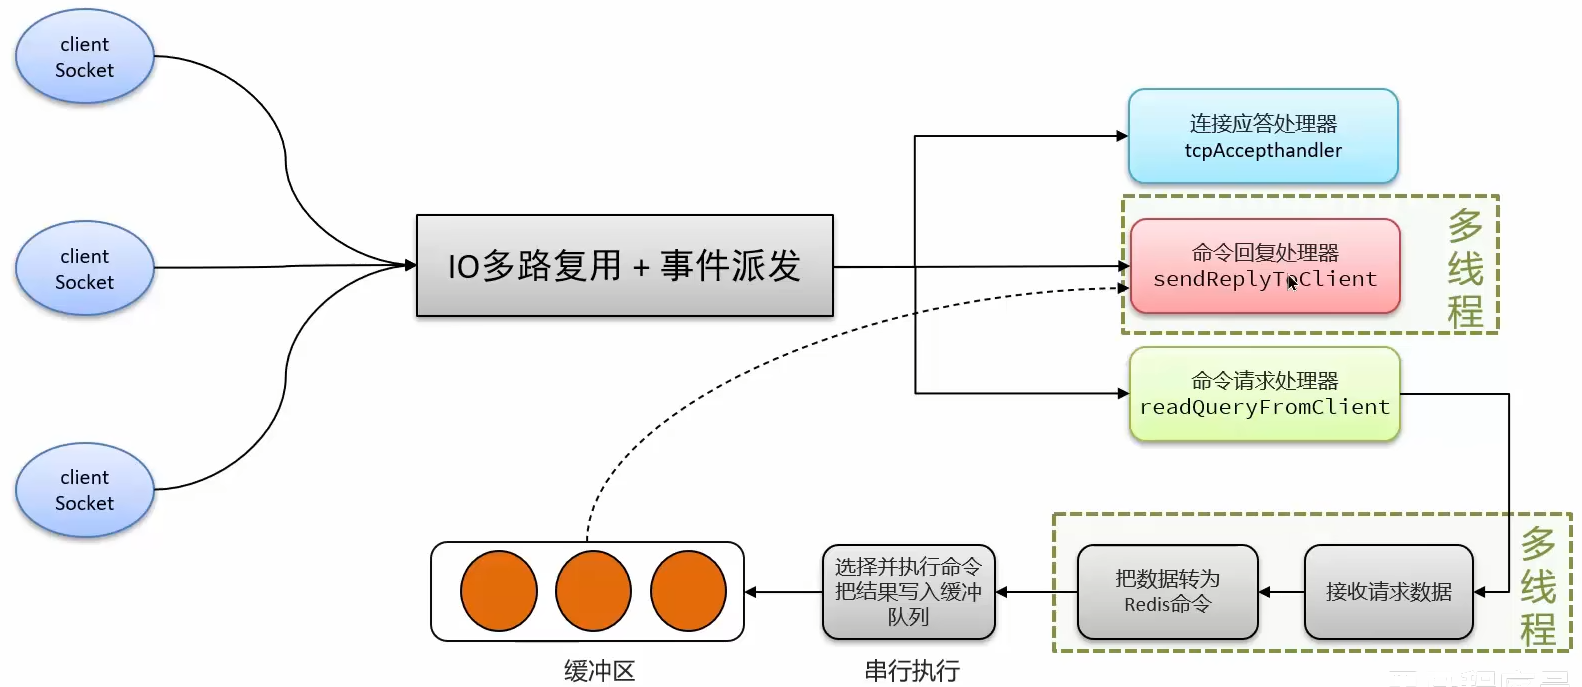 client
Socket
client
Socket
client
Socket
IO多路复用 + 事件派发
连接应答处理器
tcpAccepthandler
命令回复处理器
sendReplyToClient
多线程
命令请求处理器
readQueryFromClient
多线程
接收请求数据
把数据转为
Redis命令
选择并执行命令
把结果写入缓冲
队列
串行执行
缓冲区